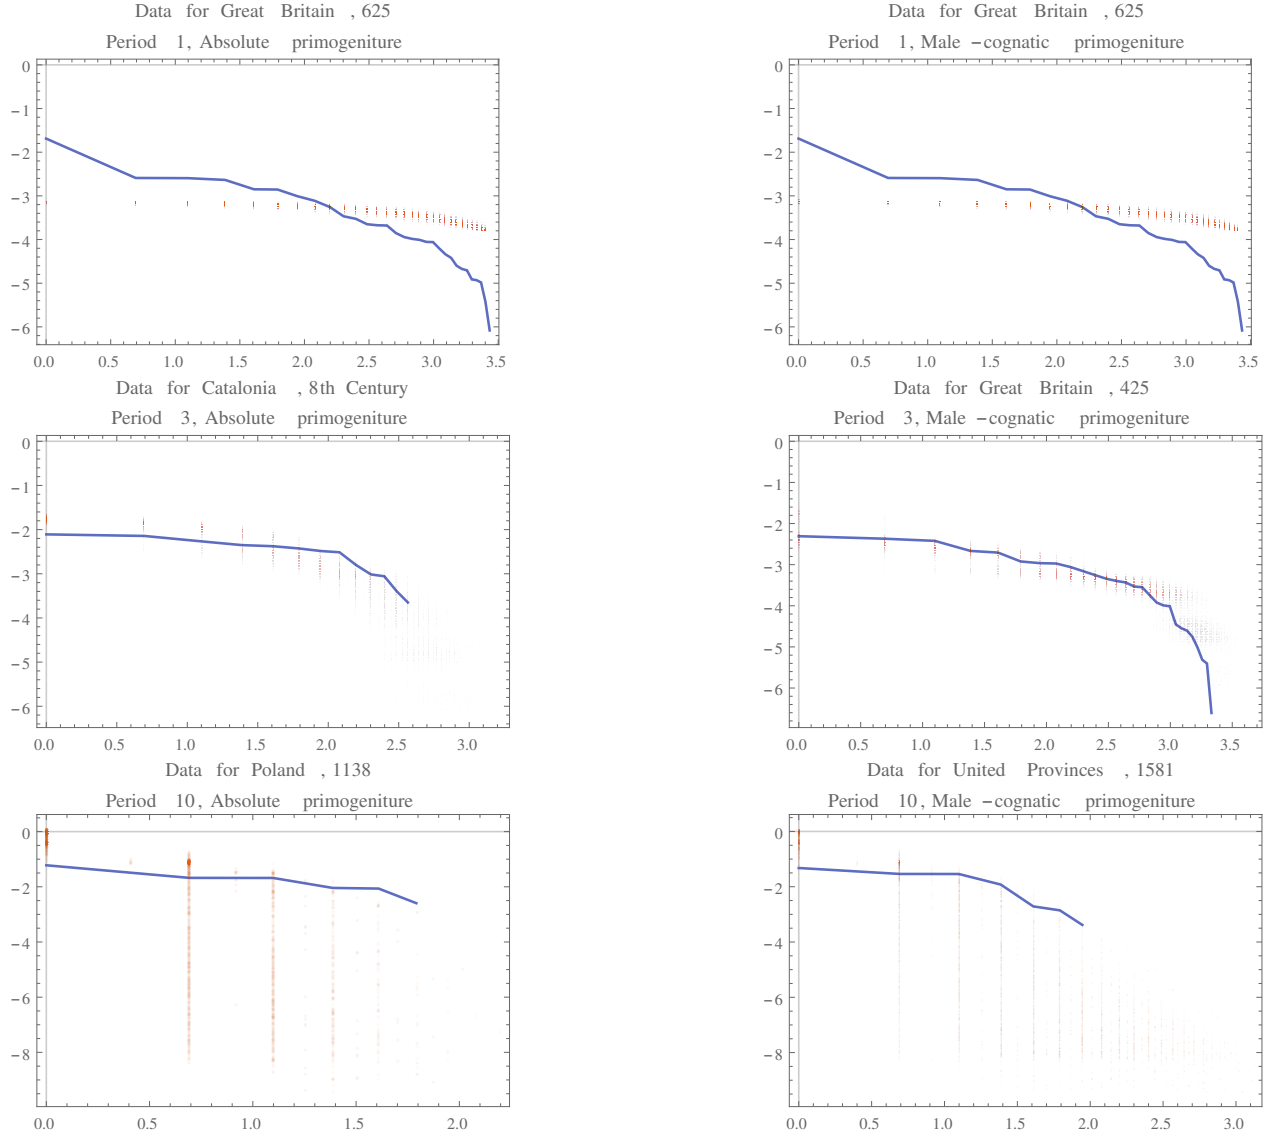 Data for Great Britain , 625
Period 1, Absolute primogeniture
0
−1
−2
−3
−4
−5
−6
0.0 0.5 1.0 1.5 2.0 2.5 3.0 3.5
Data for Great Britain , 625
Period 1, Male −cognatic primogeniture
0
−1
−2
−3
−4
−5
−6
0.0 0.5 1.0 1.5 2.0 2.5 3.0 3.5
Data for Catalonia , 8th Century
Period 3, Absolute primogeniture
0
−1
−2
−3
−4
−5
−6
0.0 0.5 1.0 1.5 2.0 2.5 3.0
Data for Great Britain , 425
Period 3, Male −cognatic primogeniture
0
−1
−2
−3
−4
−5
−6
0.0 0.5 1.0 1.5 2.0 2.5 3.0 3.5
Data for Poland , 1138
Period 10, Absolute primogeniture
0
−2
−4
−6
−8
0.0 0.5 1.0 1.5 2.0
Data for United Provinces , 1581
Period 10, Male −cognatic primogeniture
0
−2
−4
−6
−8
0.0 0.5 1.0 1.5 2.0 2.5 3.0